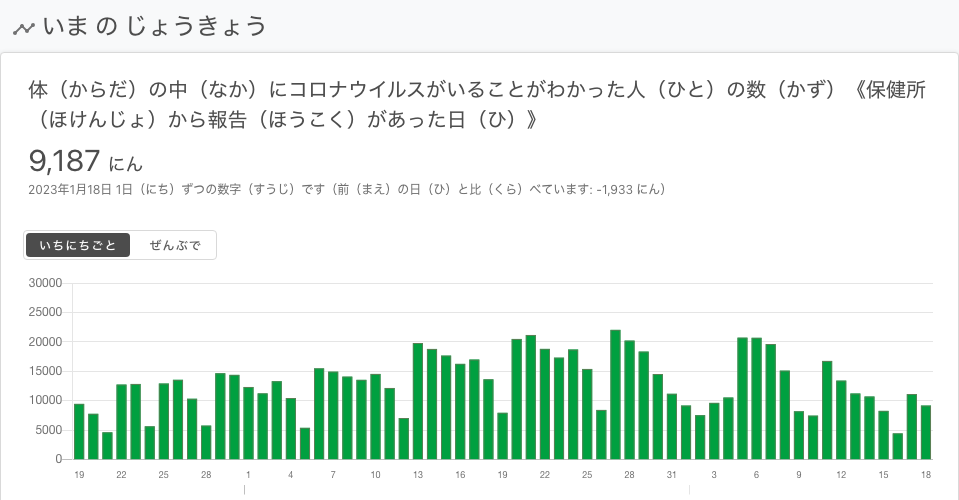 いま の じょうきょう
体（からだ）の中（なか）にコロナウイルスがいることがわかった人（ひと）の数（かず）《保健所
（ほけんじょ）から報告（ほうこく）があった日（ひ）》
9,187 にん
2023年1月18日 1日（にち）ずつの数字（すうじ）です（前（まえ）の日（ひ）と比（くら）べています: -1,933 にん）
いちにちごと ぜんぶで
30000
25000
20000
15000
10000
5000
0
19 22 25 28 1 4 7 10 13 16 19 22 25 28 31 3 6 9 12 15 18